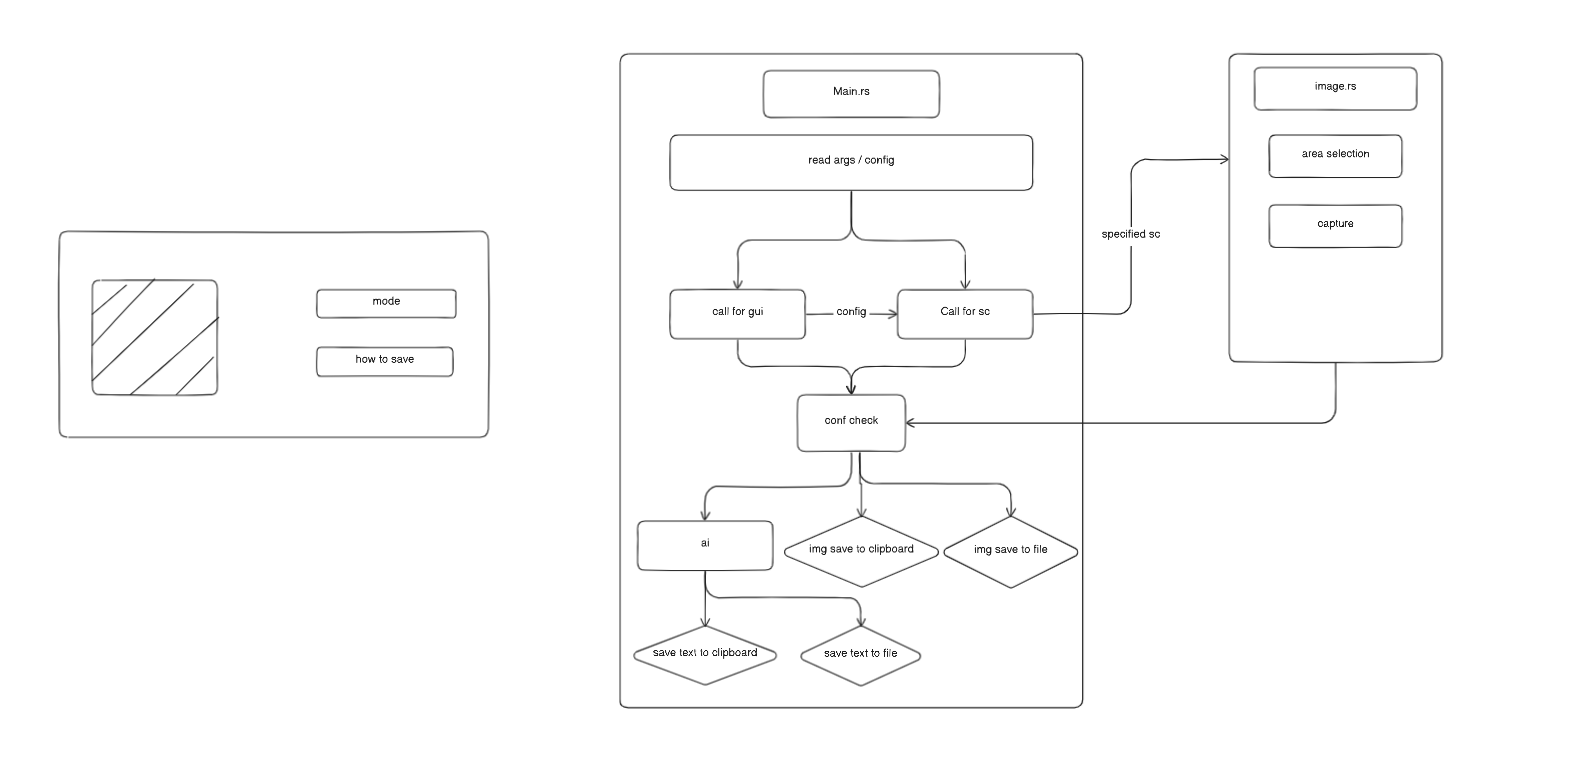 mode
how to save
Main.rs
read args / config
call for gui
config
Call for sc
conf check
ai
img save to clipboard
img save to file
save text to clipboard
save text to file
specified sc
image.rs
area selection
capture